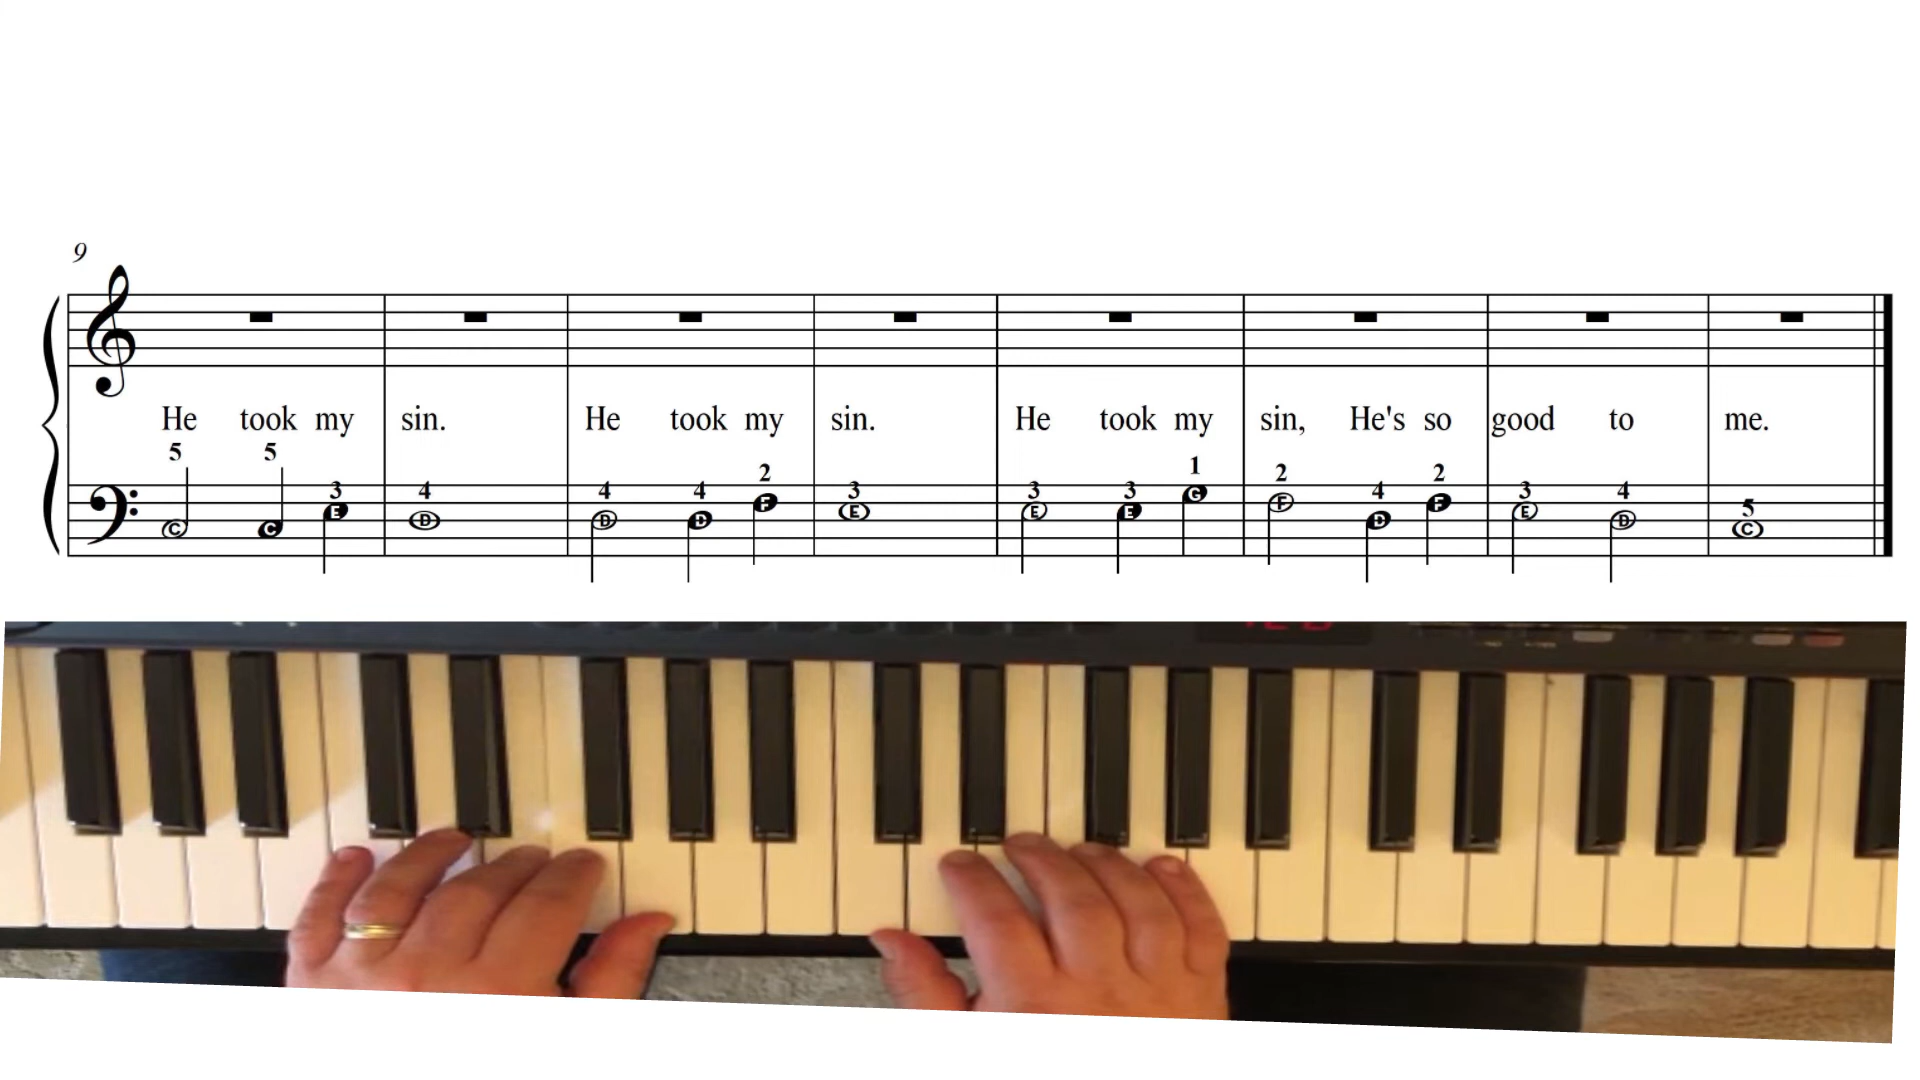 9
He took my sin. He took my sin. He took my sin, He's so good to me.
5 5 3 4 4 4 2 3 3 3 1 2 4 2 3 4 5
C C E D D D F E E E G F D F E D C